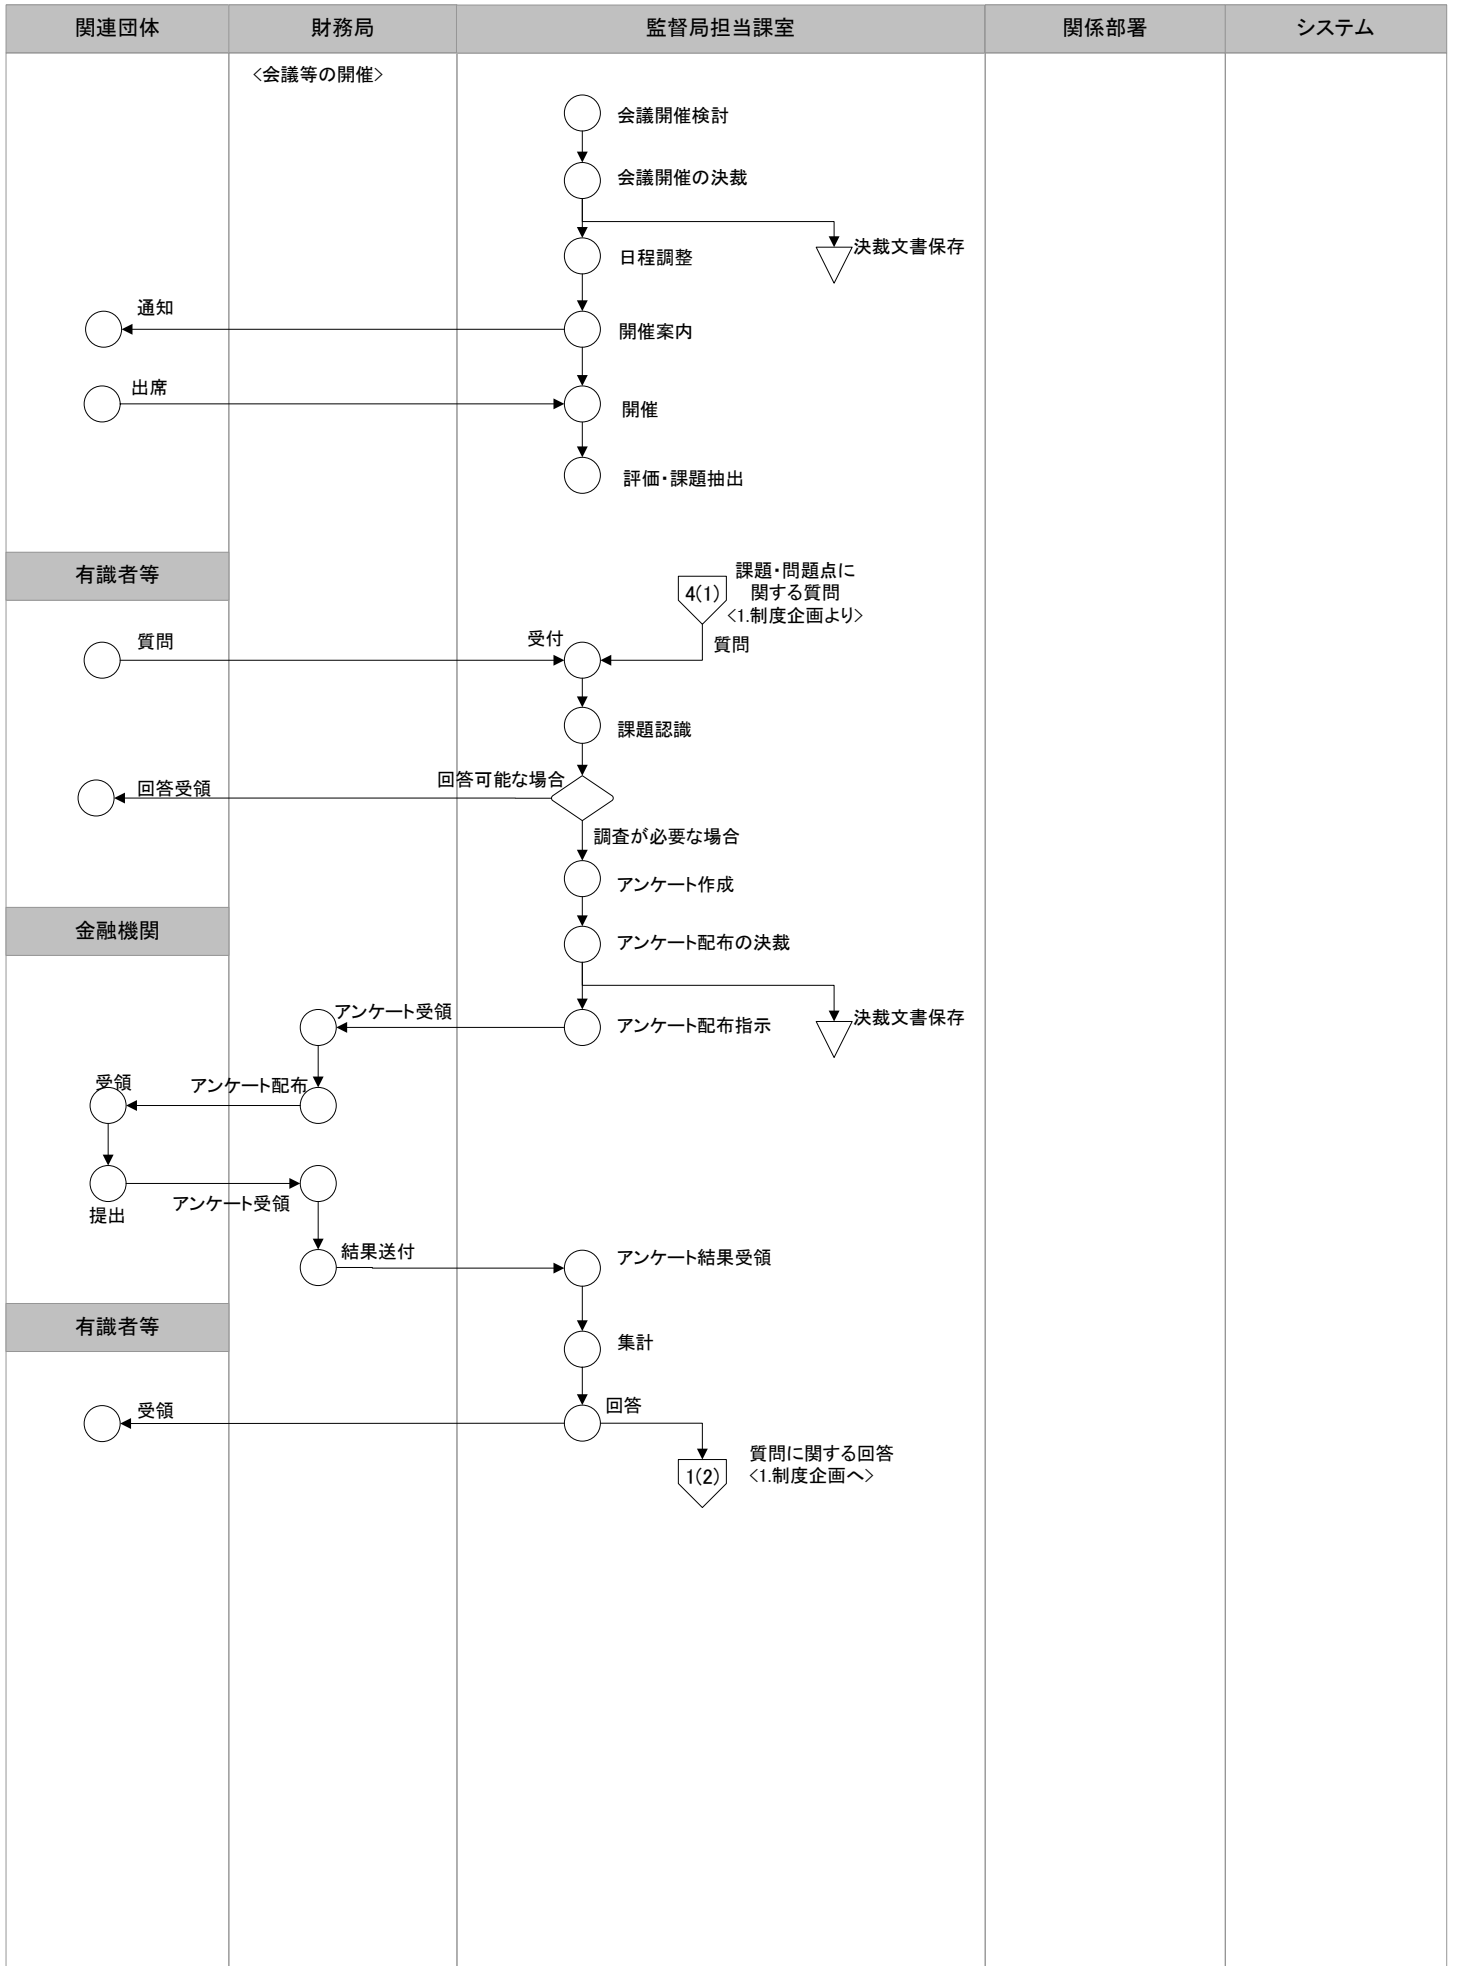 関連団体
財務局
監督局担当課室
関係部署
システム
<会議等の開催>
会議開催検討
会議開催の決裁
決裁文書保存
日程調整
通知
開催案内
出席
開催
評価・課題抽出
有識者等
4(1)
課題・問題点に
関する質問
<1.制度企画より>
質問
受付
質問
課題認識
回答可能な場合
回答受領
調査が必要な場合
アンケート作成
金融機関
アンケート配布の決裁
アンケート受領
アンケート配布指示
決裁文書保存
受領
アンケート配布
提出
アンケート受領
結果送付
アンケート結果受領
有識者等
集計
受領
回答
質問に関する回答
<1.制度企画へ>
1(2)